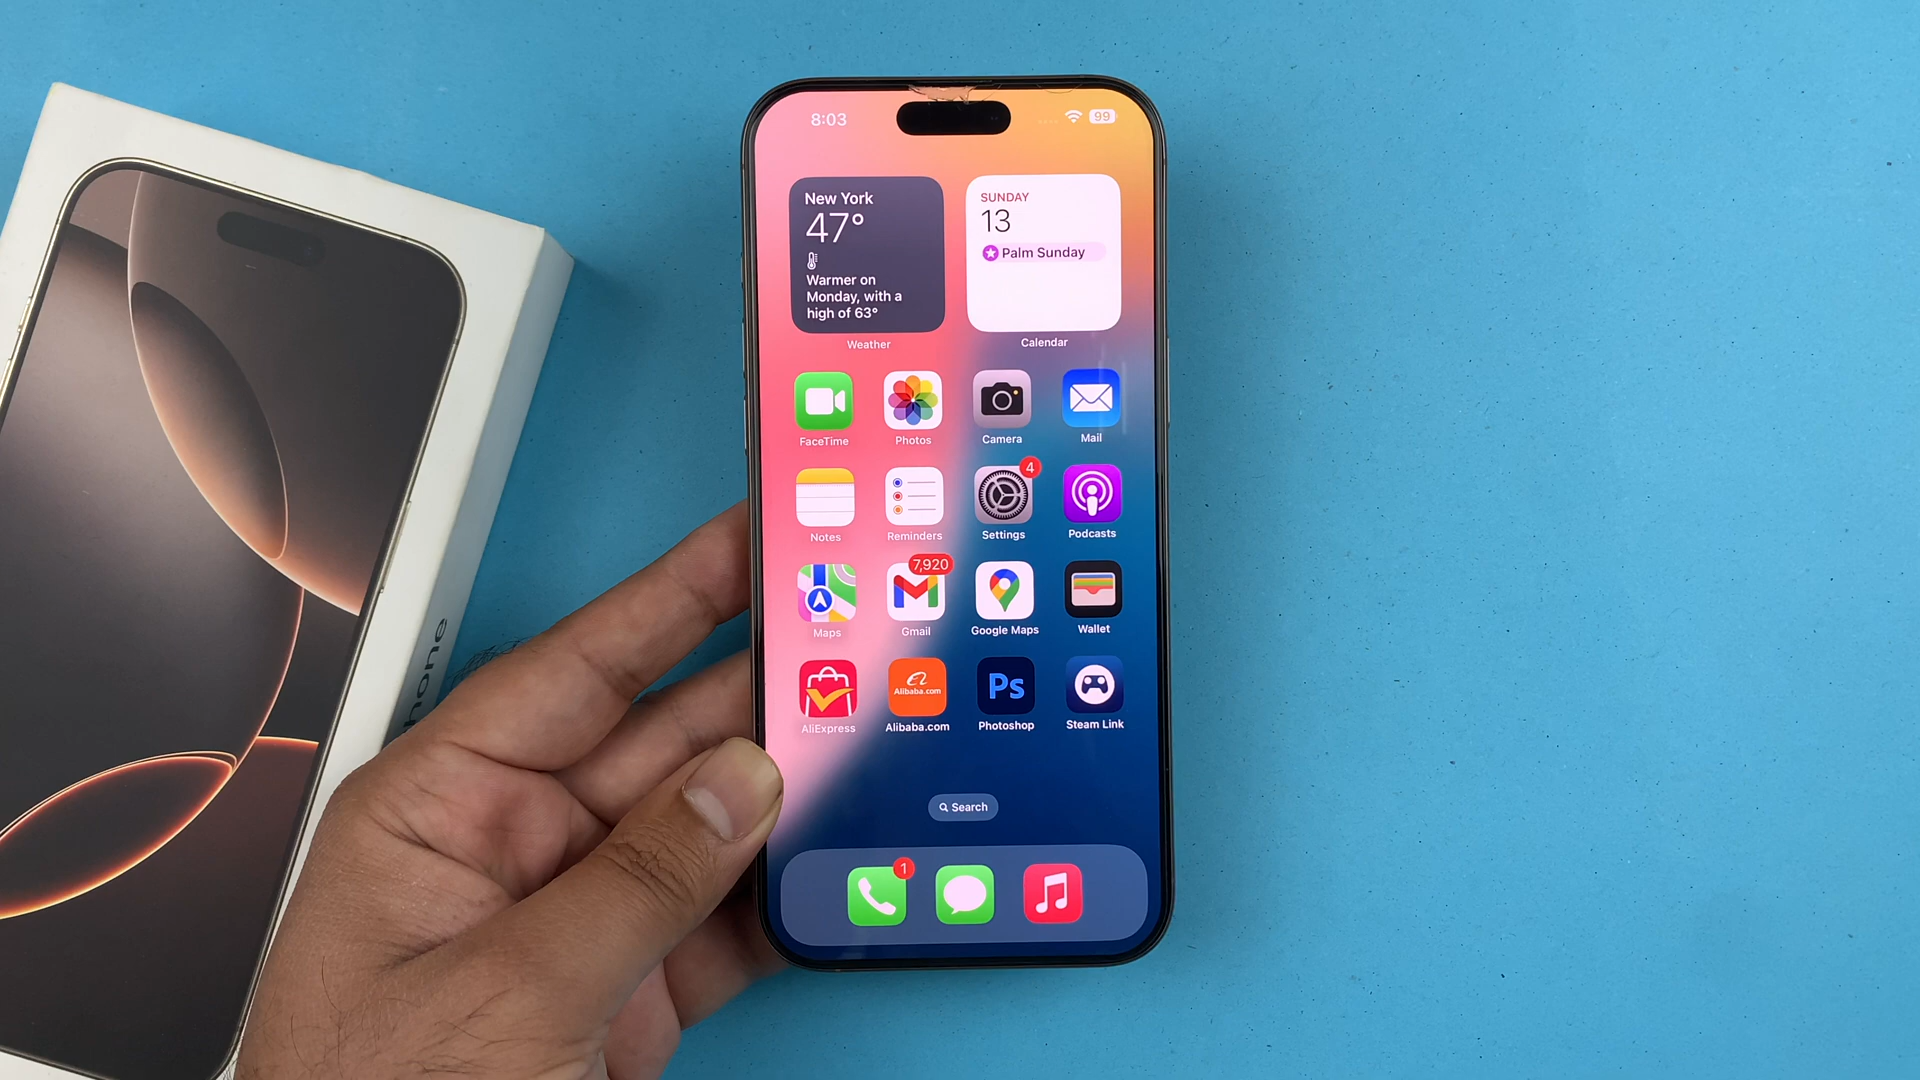 8:03
99
New York
47°
Warmer on
Monday, with a
high of 63°
Weather
SUNDAY
13
Palm Sunday
Calendar
FaceTime
Photos
Camera
Mail
4
Notes
Reminders
Settings
Podcasts
7,920
Maps
Gmail
Google Maps
Wallet
Alibaba.com
Ps
AliExpress
Alibaba.com
Photoshop
Steam Link
Search
1
hone